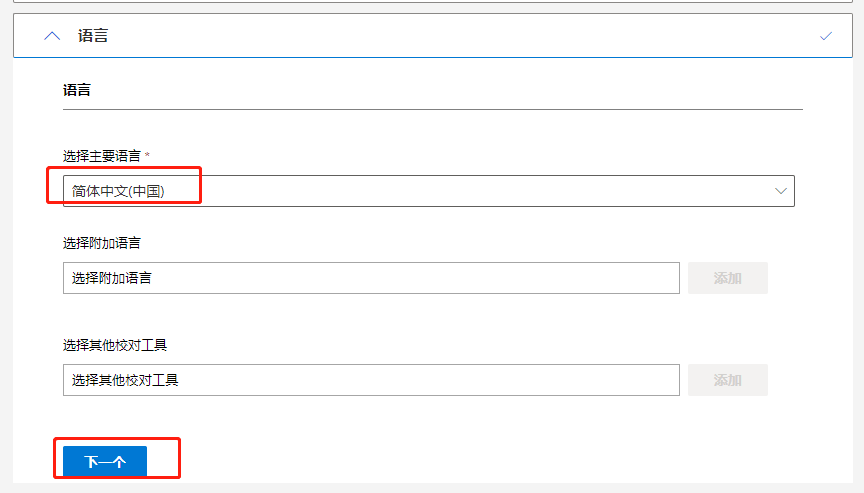 语言
语言
选择主要语言 *
简体中文(中国)
选择附加语言
选择附加语言
添加
选择其他校对工具
选择其他校对工具
添加
下一个